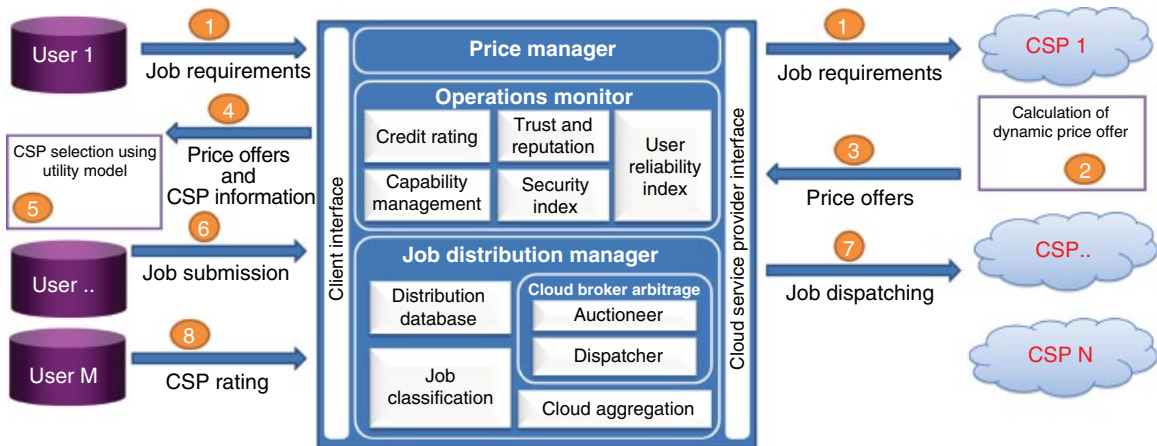 User 1
1
Job requirements
4
Price offers
and
CSP information
CSP selection using
utility model
5
6
Job submission
User ..
8
CSP rating
User M
Client interface
Price manager
Operations monitor
Credit rating
Trust and
reputation
User
reliability
index
Capability
management
Security
index
Job distribution manager
Distribution
database
Cloud broker arbitrage
Auctioneer
Dispatcher
Job
classification
Cloud aggregation
Cloud service provider interface
1
Job requirements
CSP 1
Calculation of
dynamic price offer
2
3
Price offers
7
Job dispatching
CSP..
CSP N